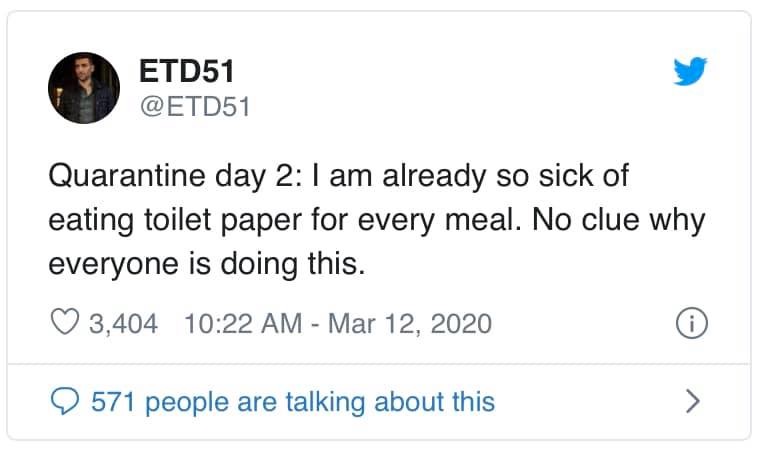 ETD51
@ETD51
Quarantine day 2: I am already so sick of
eating toilet paper for every meal. No clue why
everyone is doing this.
3,404 10:22 AM - Mar 12, 2020
571 people are talking about this